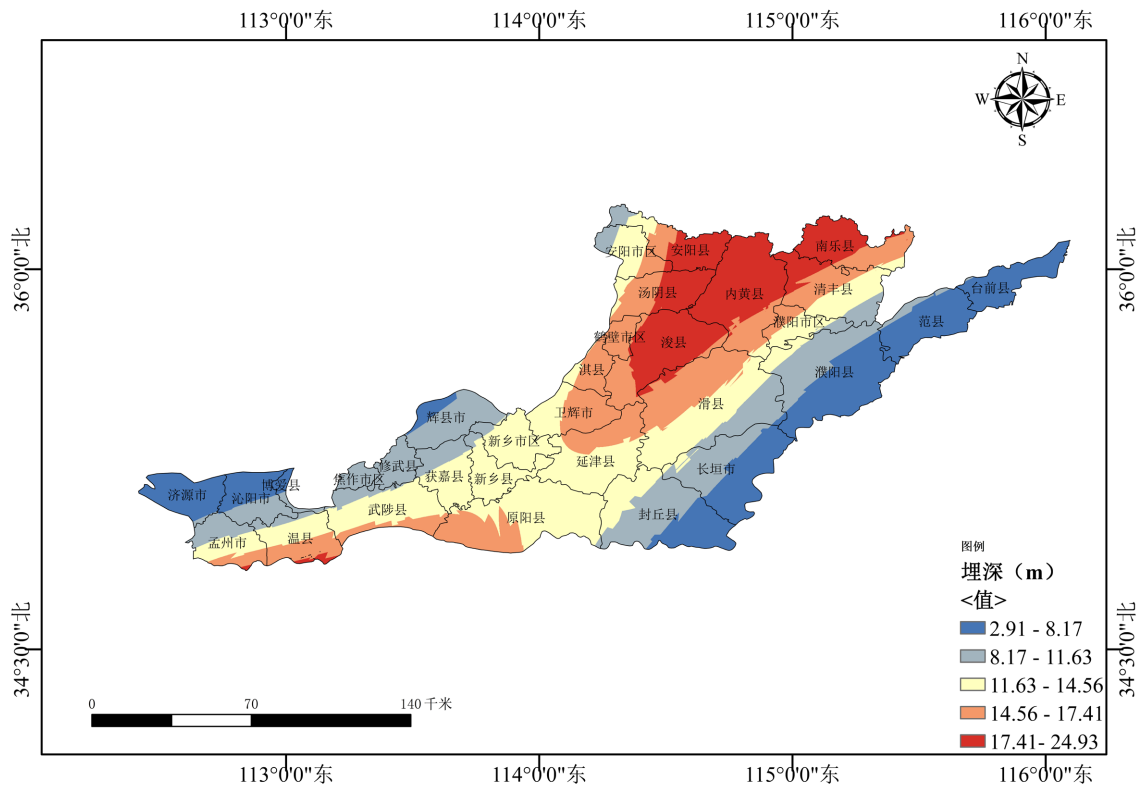 113°0'0"东
114°0'0"东
115°0'0"东
116°0'0"东
N
W
E
S
39°0'0"北
39°0'0"北
安阳市区
安阳县
南乐县
汤阴县
内黄县
清丰县
台前县
鹤壁市区
浚县
濮阳市区
范县
淇县
濮阳县
辉县市
卫辉市
滑县
新乡市区
修武县
延津县
济源市
沁阳市
博爱县
焦作市区
获嘉县
新乡县
长垣市
武陟县
原阳县
封丘县
孟州市
温县
图例
埋深（m）
<值>
2.91 - 8.17
8.17 - 11.63
11.63 - 14.56
14.56 - 17.41
17.41- 24.93
34°30'0"北
34°30'0"北
0
70
140 千米
113°0'0"东
114°0'0"东
115°0'0"东
116°0'0"东